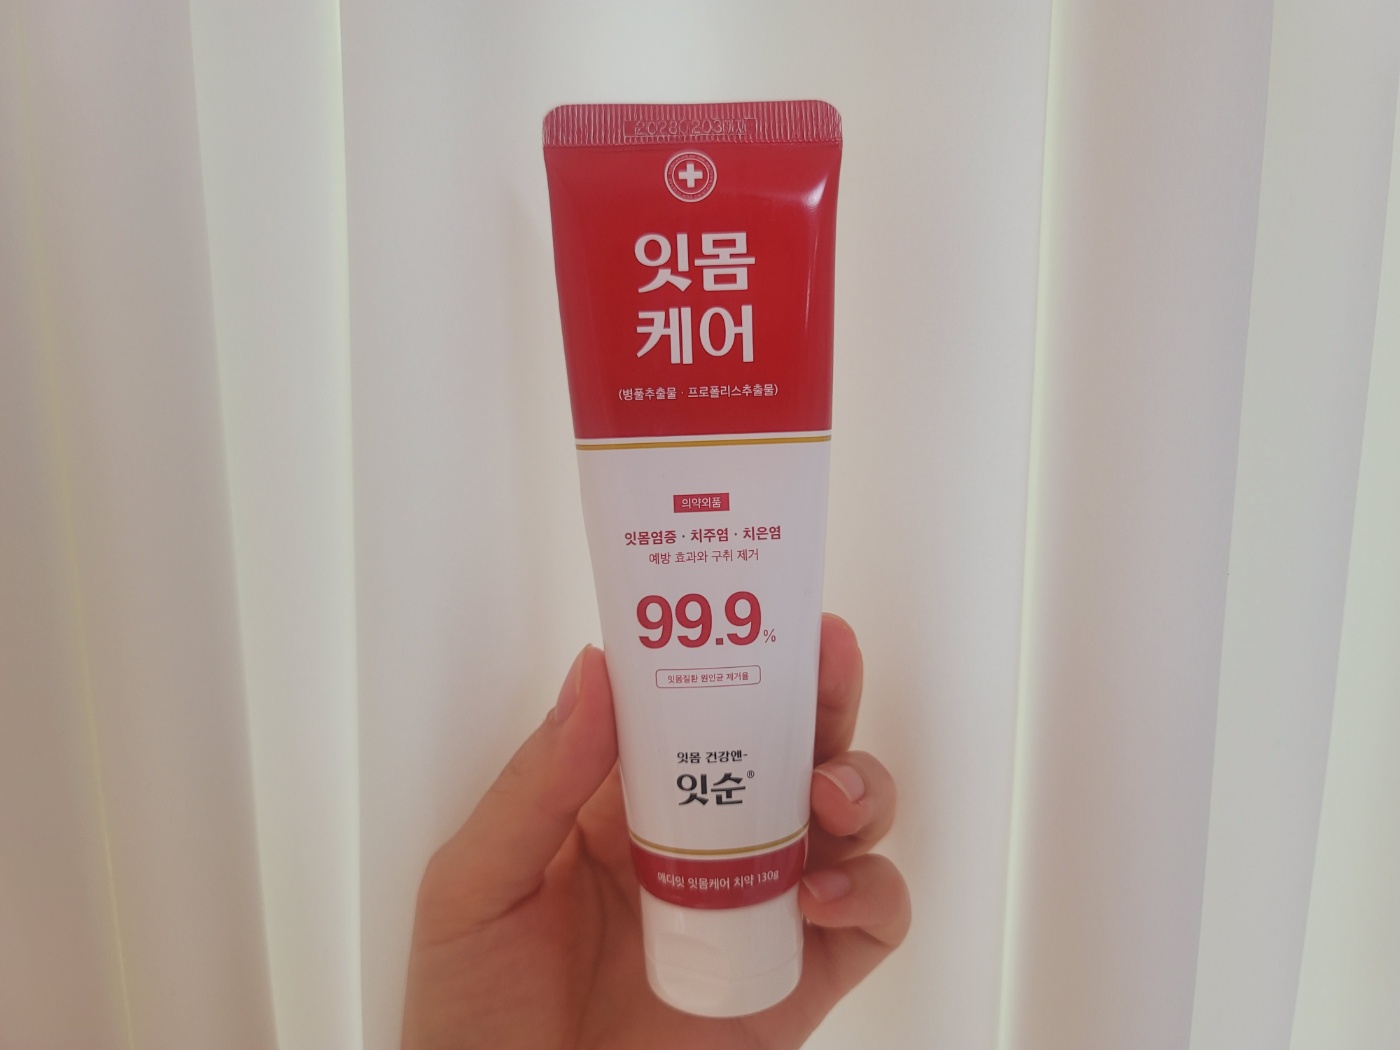 잇몸
케어
(병풀추출물 · 프로폴리스추출물)
의약외품
잇몸염증 · 치주염 · 치은염
예방 효과와 구취 제거
99.9%
잇몸질환 원인균 제거율
잇몸 건강엔-
잇순®
메디잇 잇몸케어 치약 130g